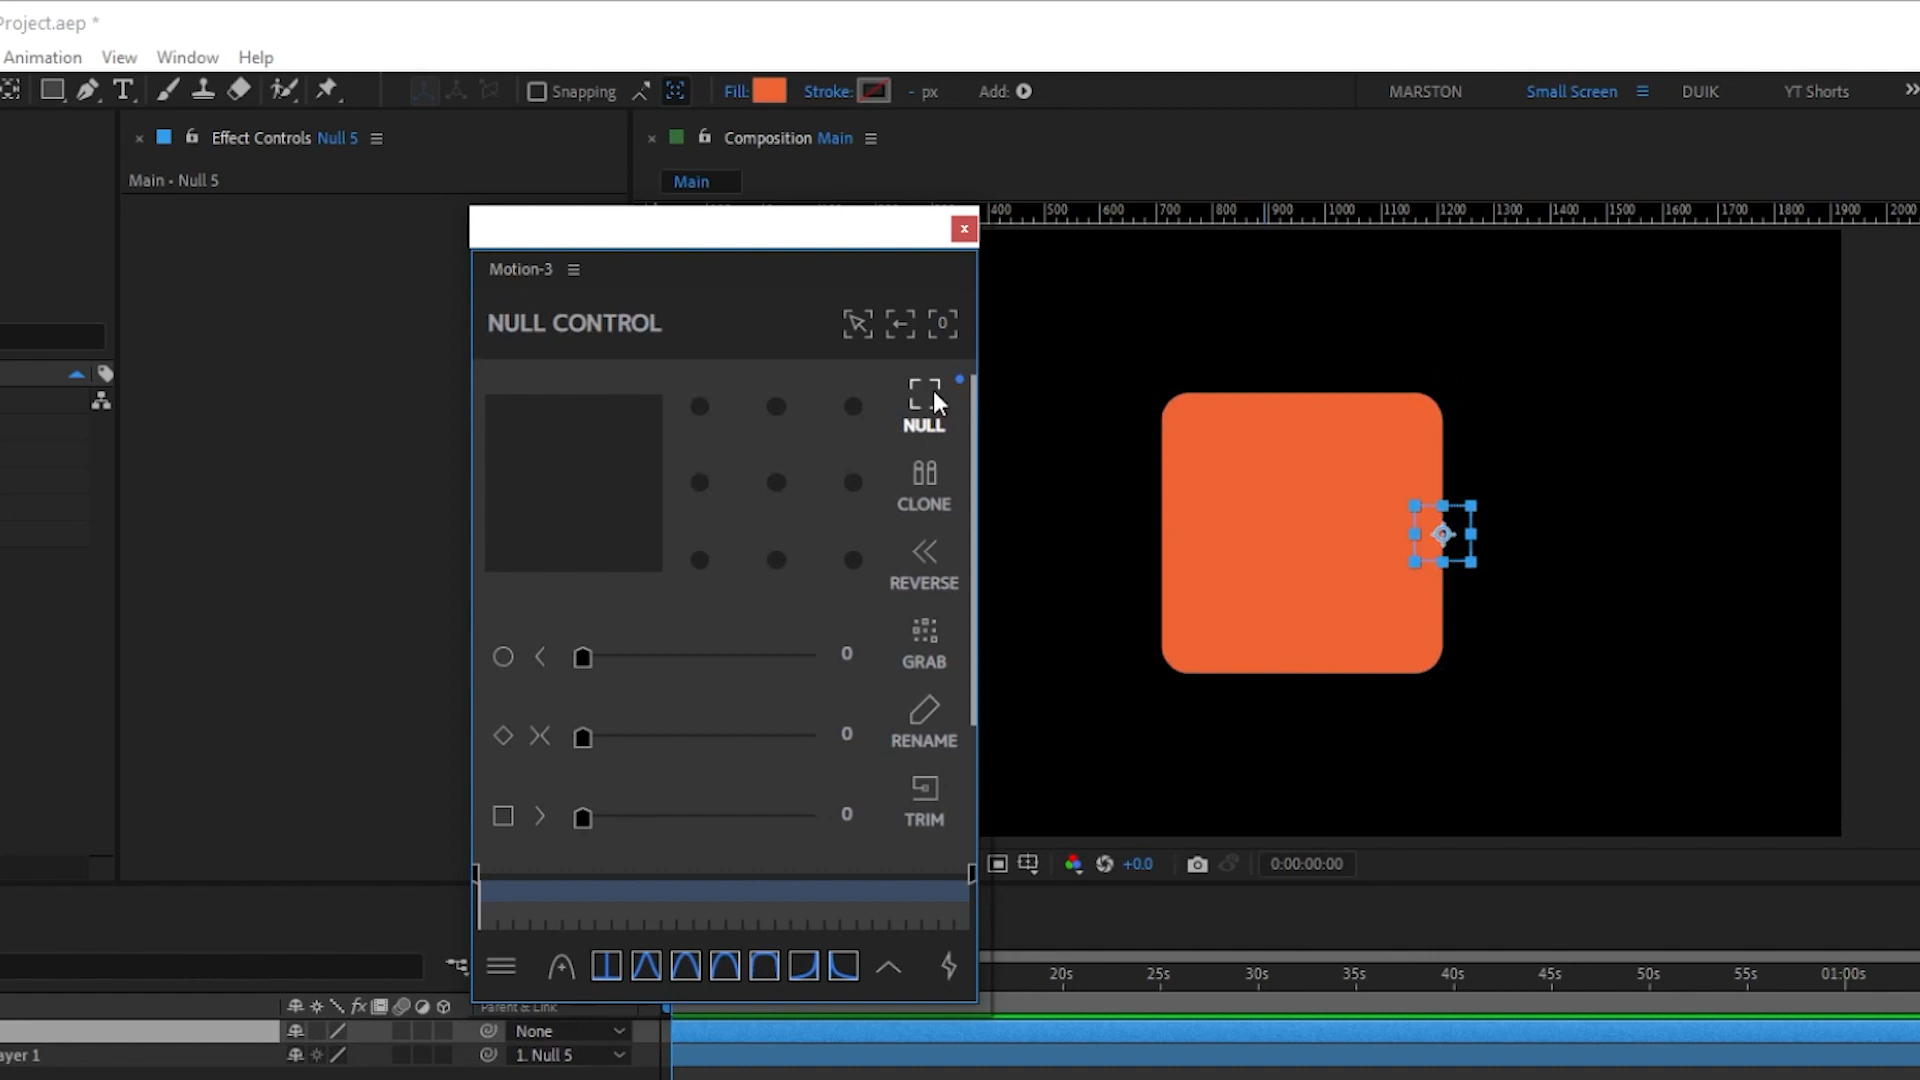 Project.aep *
Animation View Window Help
Snapping Fill: Stroke: - px Add: MARSTON Small Screen DUIK YT Shorts
Effect Controls Null 5
Composition Main
Main • Null 5
Main
400 500 600 700 800 900 1000 1100 1200 1300 1400 1500 1600 1700 1800 1900 2000
Motion-3
NULL CONTROL
0
NULL
CLONE
REVERSE
GRAB
RENAME
TRIM
0
0
0
+0.0
0:00:00:00
20s 25s 30s 35s 40s 45s 50s 55s 01:00s
fx
Parent & Link
None
ayer 1
1. Null 5